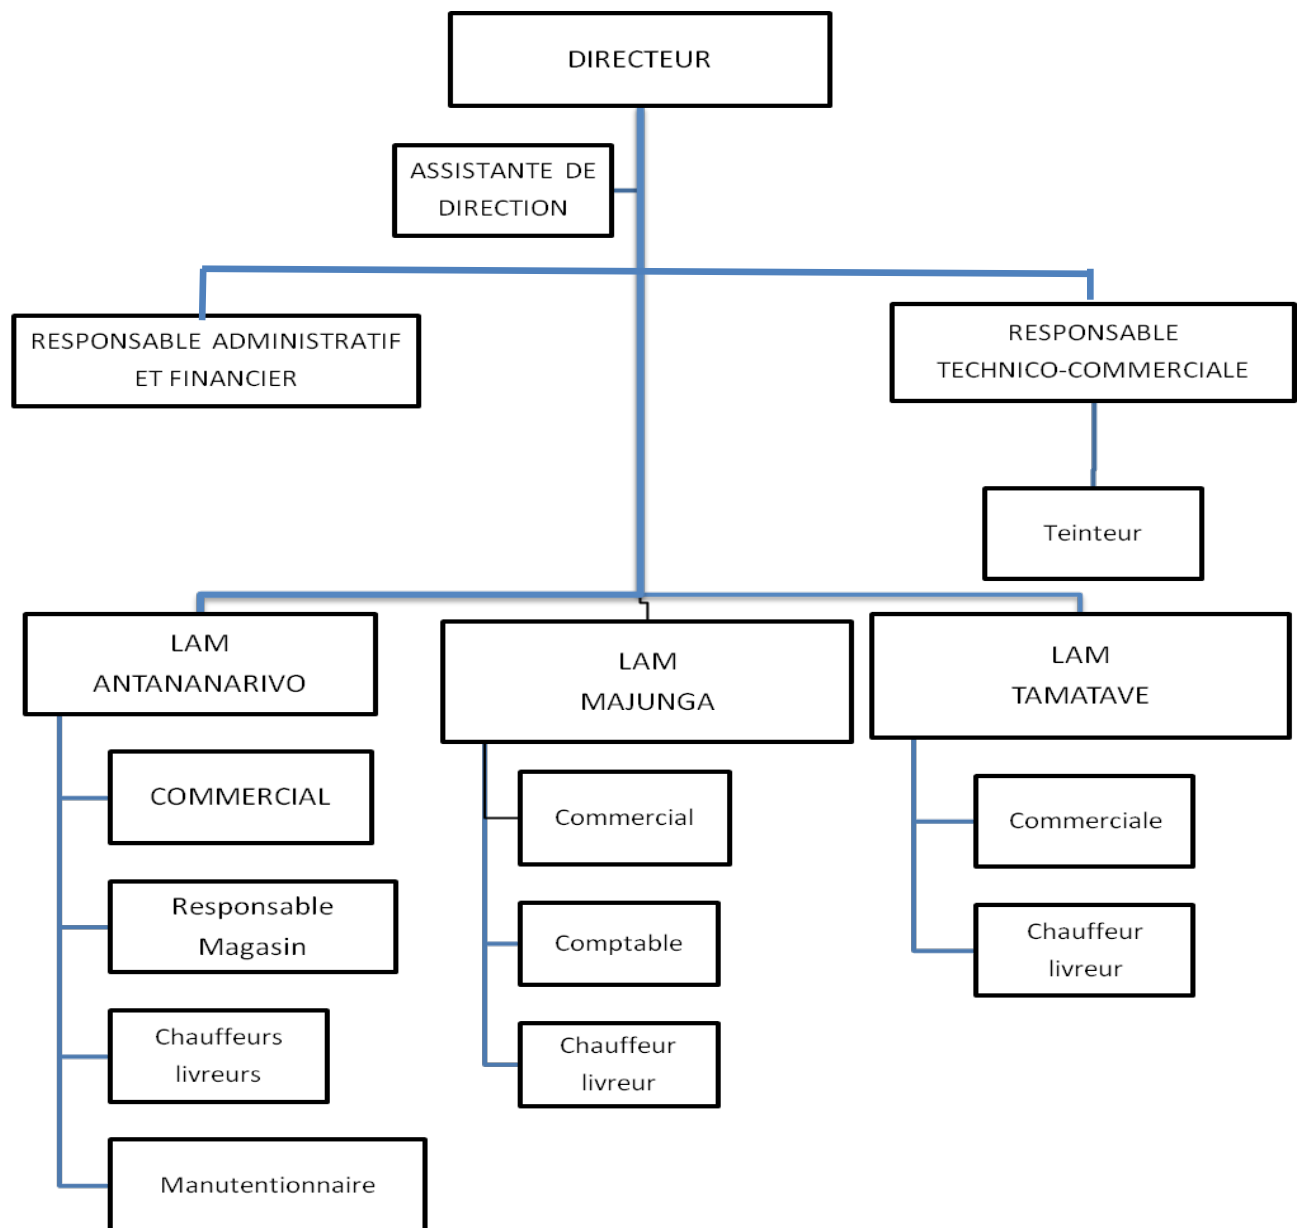 DIRECTEUR
ASSISTANTE DE
DIRECTION
RESPONSABLE ADMINISTRATIF
ET FINANCIER
RESPONSABLE
TECHNICO-COMMERCIALE
Teinteur
LAM
ANTANANARIVO
COMMERCIAL
Responsable
Magasin
Chauffeurs
livreurs
Manutentionnaire
LAM
MAJUNGA
Commercial
Comptable
Chauffeur
livreur
LAM
TAMATAVE
Commerciale
Chauffeur
livreur